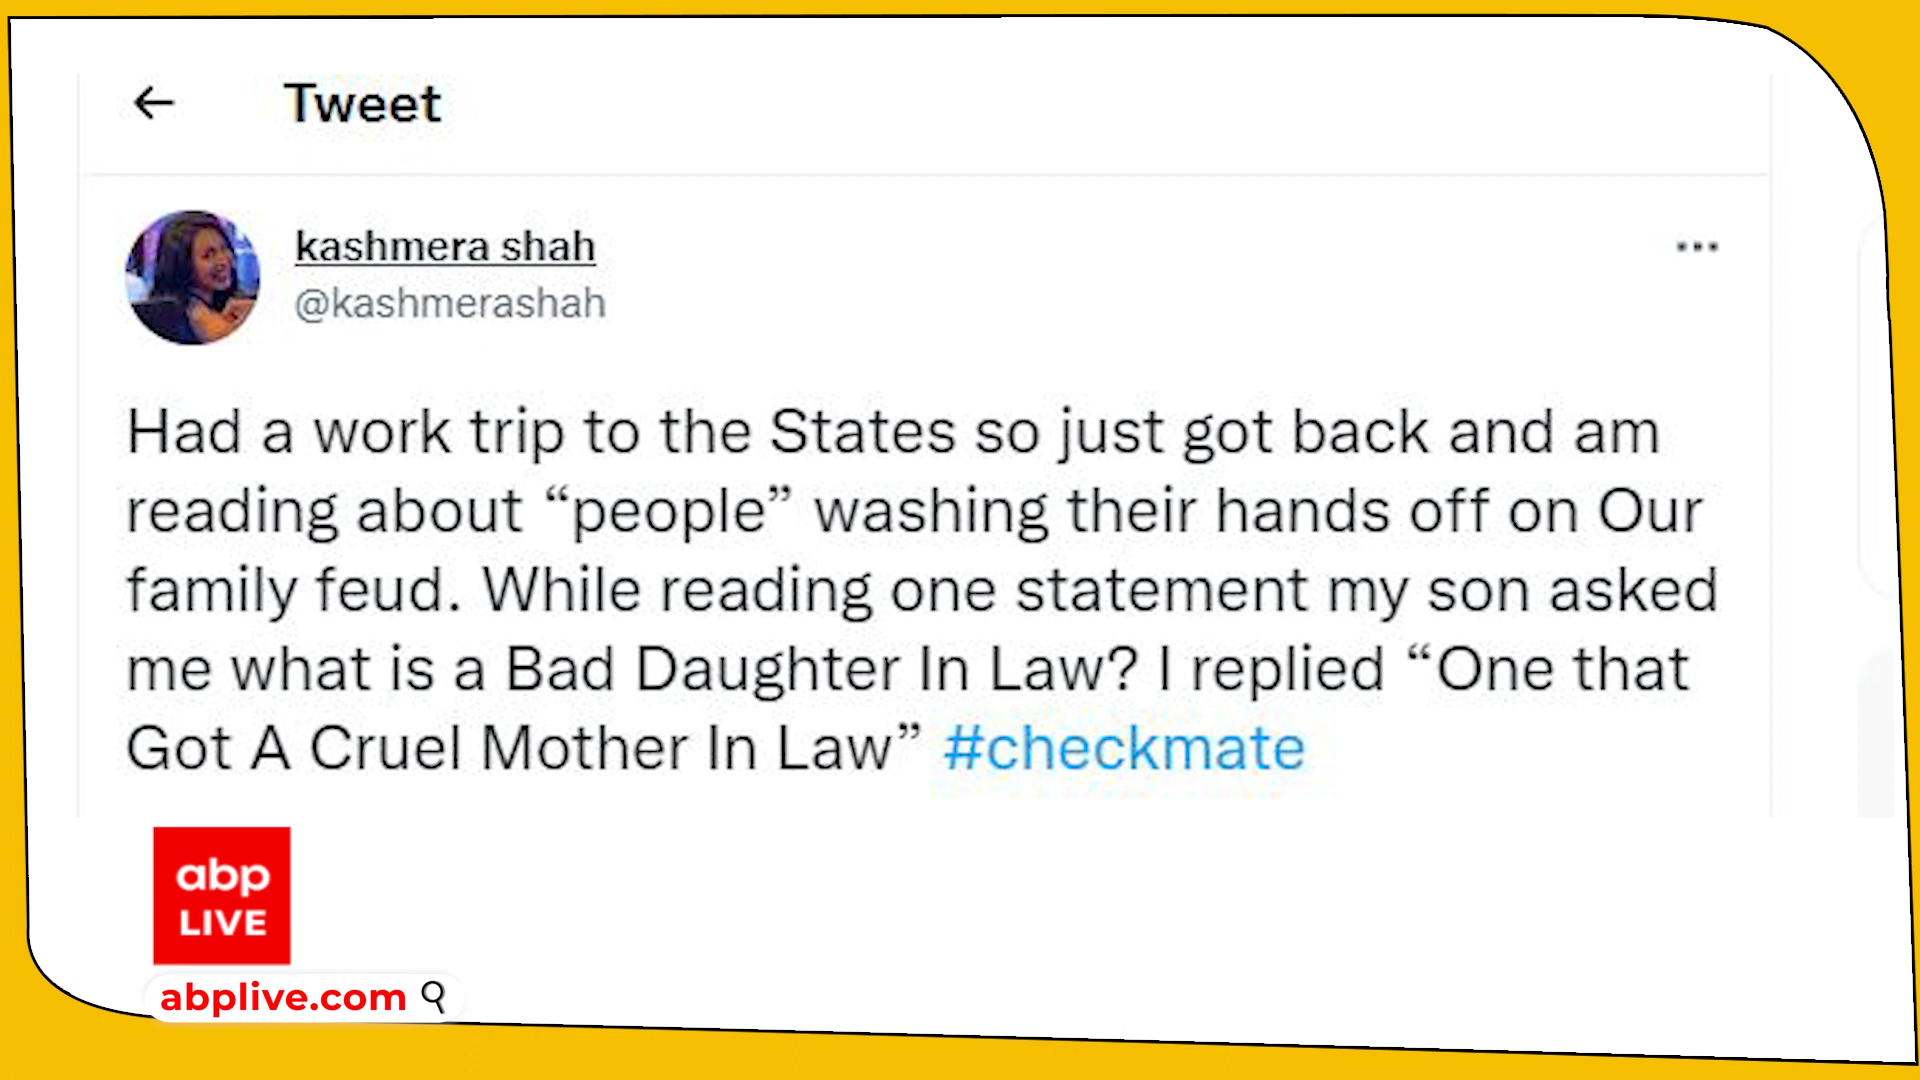 Tweet
kashmera shah
@kashmerashah
Had a work trip to the States so just got back and am
reading about “people” washing their hands off on Our
family feud. While reading one statement my son asked
me what is a Bad Daughter In Law? I replied “One that
Got A Cruel Mother In Law” #checkmate
abp
LIVE
abplive.com